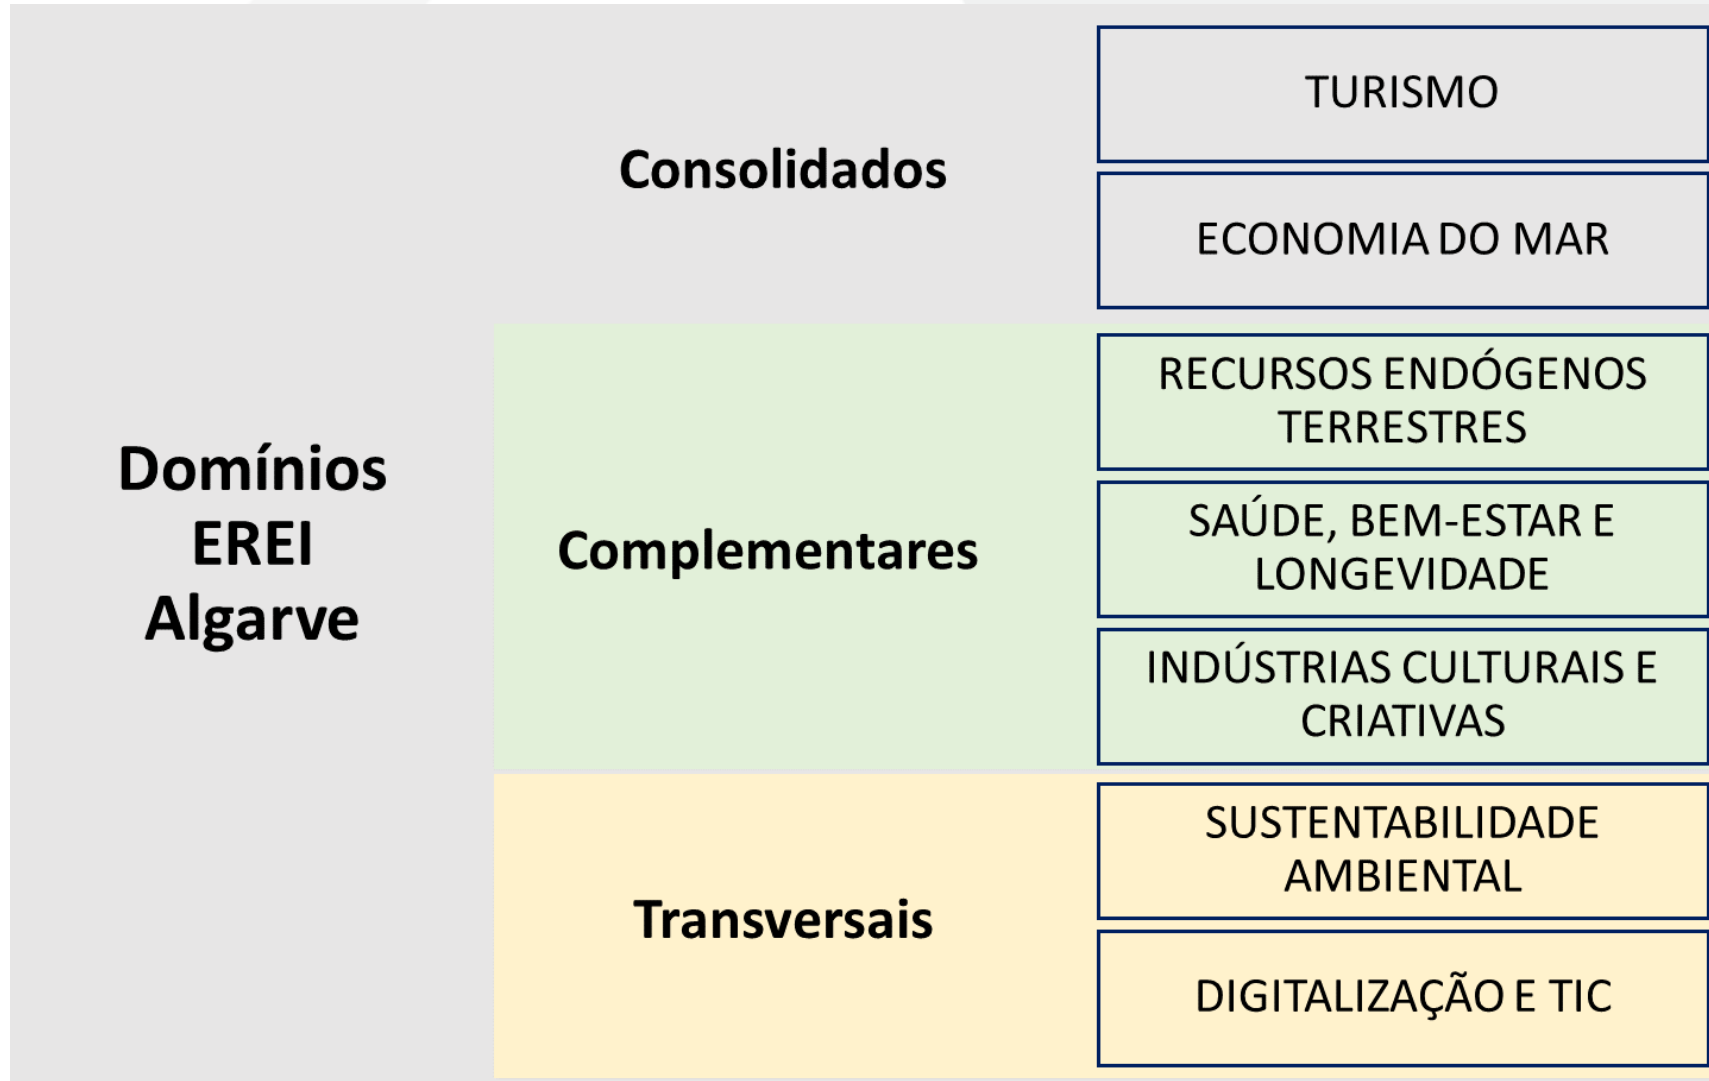 Domínios
EREI
Algarve
Consolidados
TURISMO
ECONOMIA DO MAR
Complementares
RECURSOS ENDÓGENOS
TERRESTRES
SAÚDE, BEM-ESTAR E
LONGEVIDADE
INDÚSTRIAS CULTURAIS E
CRIATIVAS
Transversais
SUSTENTABILIDADE
AMBIENTAL
DIGITALIZAÇÃO E TIC